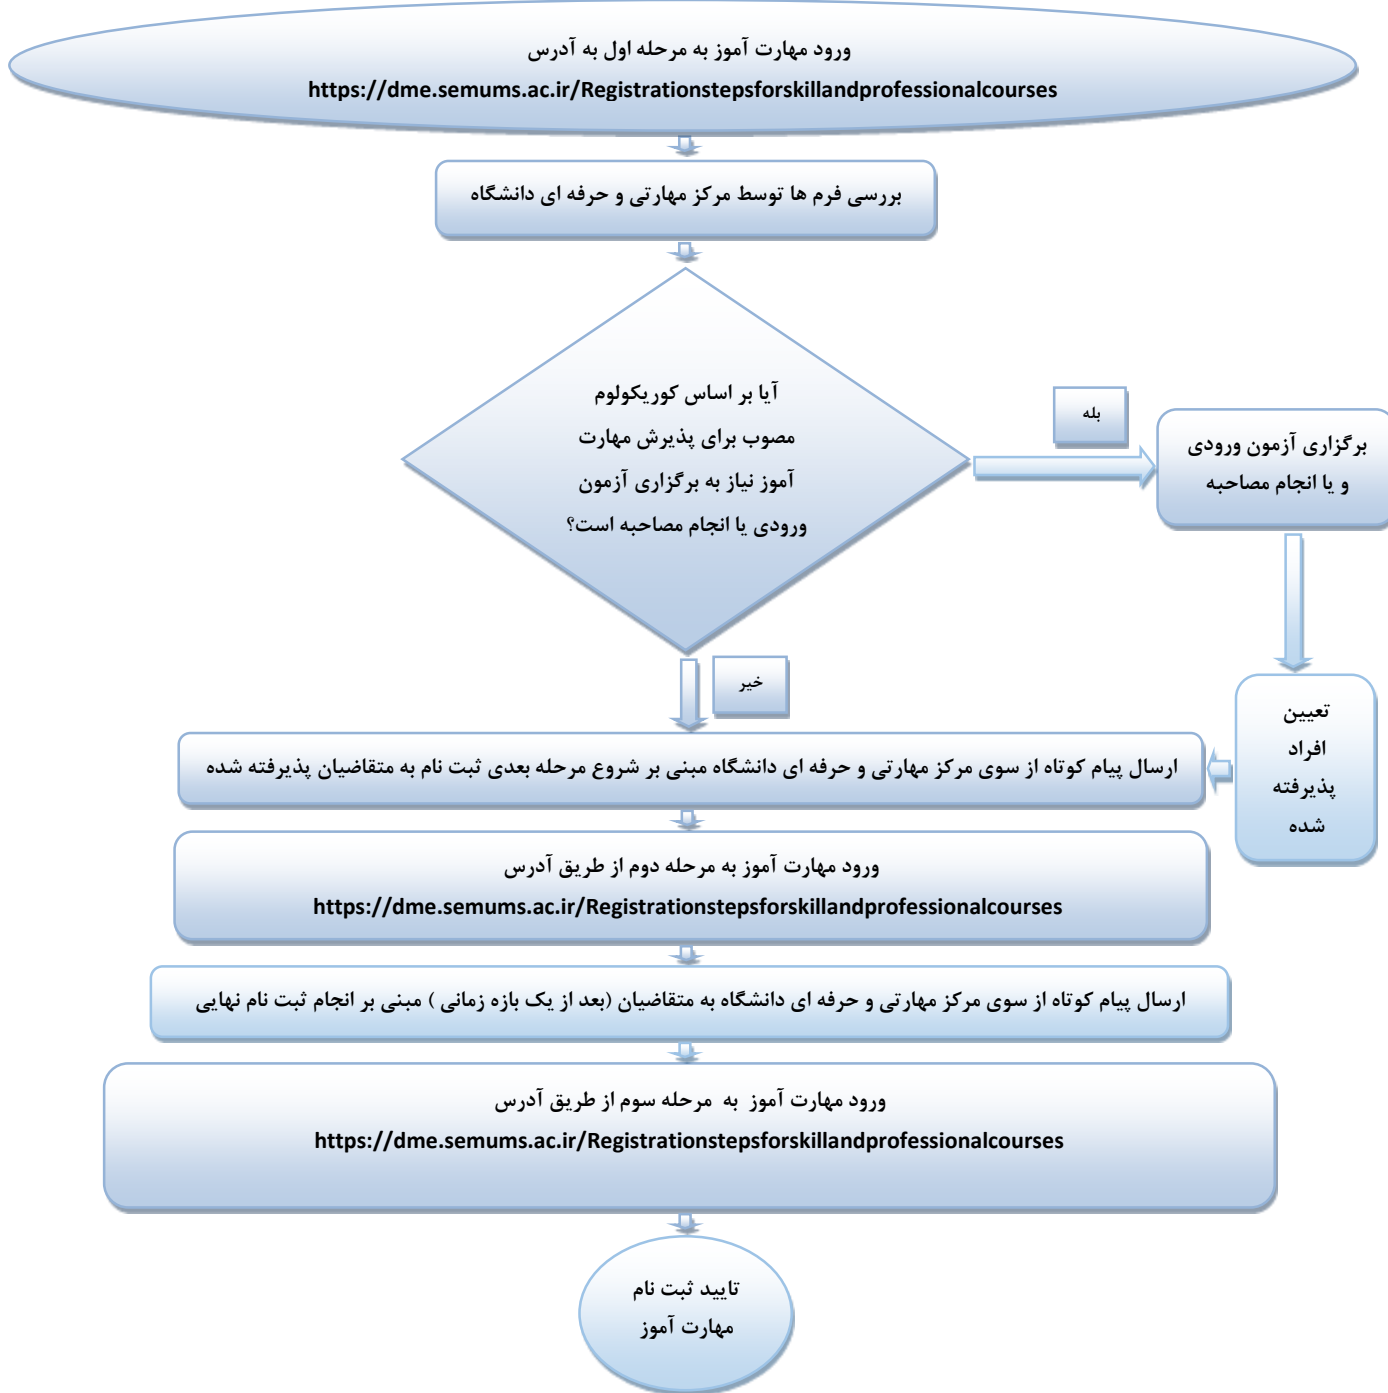 ورود مهارت آموز به مرحله اول به آدرس
https://dme.semums.ac.ir/Registrationstepsforskillandprofessionalcourses
بررسی فرم ها توسط مرکز مهارتی و حرفه ای دانشگاه
آیا بر اساس کوریکولوم
مصوب برای پذیرش مهارت
آموز نیاز به برگزاری آزمون
ورودی یا انجام مصاحبه است؟
بله
برگزاری آزمون ورودی
و یا انجام مصاحبه
خیر
تعیین
افراد
پذیرفته
شده
ارسال پیام کوتاه از سوی مرکز مهارتی و حرفه ای دانشگاه مبنی بر شروع مرحله بعدی ثبت نام به متقاضیان پذیرفته شده
ورود مهارت آموز به مرحله دوم از طریق آدرس
https://dme.semums.ac.ir/Registrationstepsforskillandprofessionalcourses
ارسال پیام کوتاه از سوی مرکز مهارتی و حرفه ای دانشگاه به متقاضیان (بعد از یک بازه زمانی ) مبنی بر انجام ثبت نام نهایی
ورود مهارت آموز به مرحله سوم از طریق آدرس
https://dme.semums.ac.ir/Registrationstepsforskillandprofessionalcourses
تایید ثبت نام
مهارت آموز